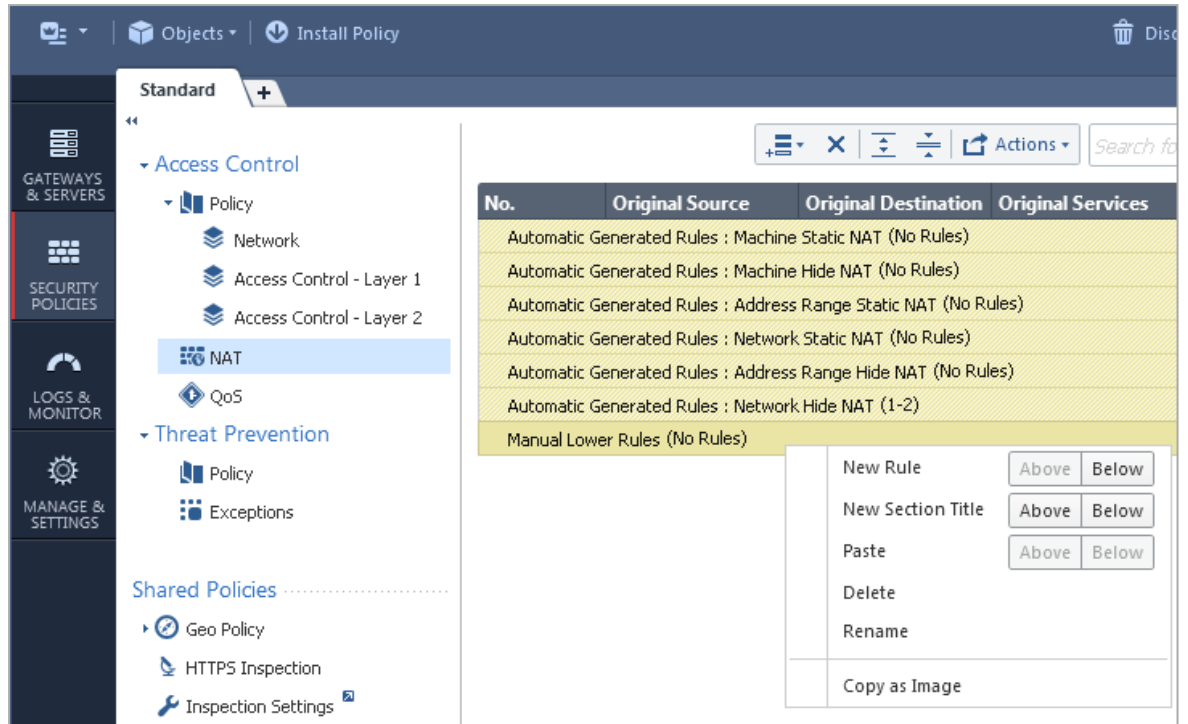 Objects
Install Policy
Disc
Standard
+
GATEWAYS
& SERVERS
SECURITY
POLICIES
LOGS &
MONITOR
MANAGE &
SETTINGS
Access Control
Policy
Network
Access Control - Layer 1
Access Control - Layer 2
NAT
QoS
Threat Prevention
Policy
Exceptions
Shared Policies
Geo Policy
HTTPS Inspection
Inspection Settings
Actions
Search fo
No. Original Source Original Destination Original Services
Automatic Generated Rules : Machine Static NAT (No Rules)
Automatic Generated Rules : Machine Hide NAT (No Rules)
Automatic Generated Rules : Address Range Static NAT (No Rules)
Automatic Generated Rules : Network Static NAT (No Rules)
Automatic Generated Rules : Address Range Hide NAT (No Rules)
Automatic Generated Rules : Network Hide NAT (1-2)
Manual Lower Rules (No Rules)
New Rule Above Below
New Section Title Above Below
Paste Above Below
Delete
Rename
Copy as Image